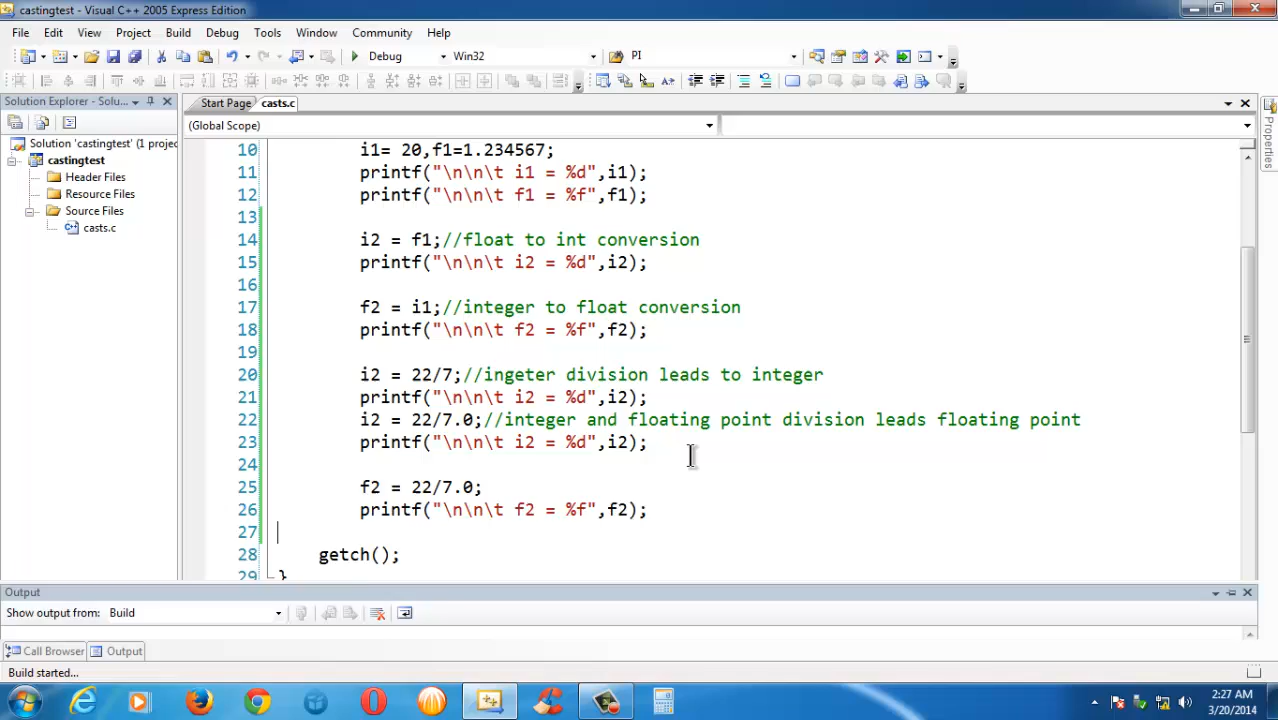 castingtest - Visual C++ 2005 Express Edition
File Edit View Project Build Debug Tools Window Community Help
Debug Win32 PI
Solution Explorer - Solu... Start Page casts.c
(Global Scope)
Properties
Solution 'castingtest' (1 projec
castingtest
Header Files
Resource Files
Source Files
casts.c
10 i1= 20,f1=1.234567;
11 printf("\n\n\t i1 = %d",i1);
12 printf("\n\n\t f1 = %f",f1);
13
14 i2 = f1;//float to int conversion
15 printf("\n\n\t i2 = %d",i2);
16
17 f2 = i1;//integer to float conversion
18 printf("\n\n\t f2 = %f",f2);
19
20 i2 = 22/7;//ingeter division leads to integer
21 printf("\n\n\t i2 = %d",i2);
22 i2 = 22/7.0;//integer and floating point division leads floating point
23 printf("\n\n\t i2 = %d",i2);
24
25 f2 = 22/7.0;
26 printf("\n\n\t f2 = %f",f2);
27
28 getch();
29 }
Output
Show output from: Build
Call Browser Output
Build started...
2:27 AM
3/20/2014